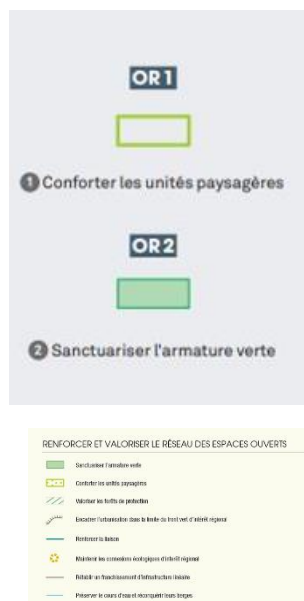 OR1
1 Conforter les unités paysagères
OR2
2 Sanctuariser l'armature verte
RENFORCER ET VALORISER LE RÉSEAU DES ESPACES OUVERTS
Sanctuariser l'armature verte
Conforter les unités paysagères
Valoriser les forêts de protection
Encadrer l'urbanisation dans la limite du front vert d'intérêt régional
Renforcer la liaison
Maintenir les connexions écologiques d'intérêt régional
Rétablir un franchissement d'infrastructure linéaire
Préserver le cours d'eau et reconquérir leurs berges